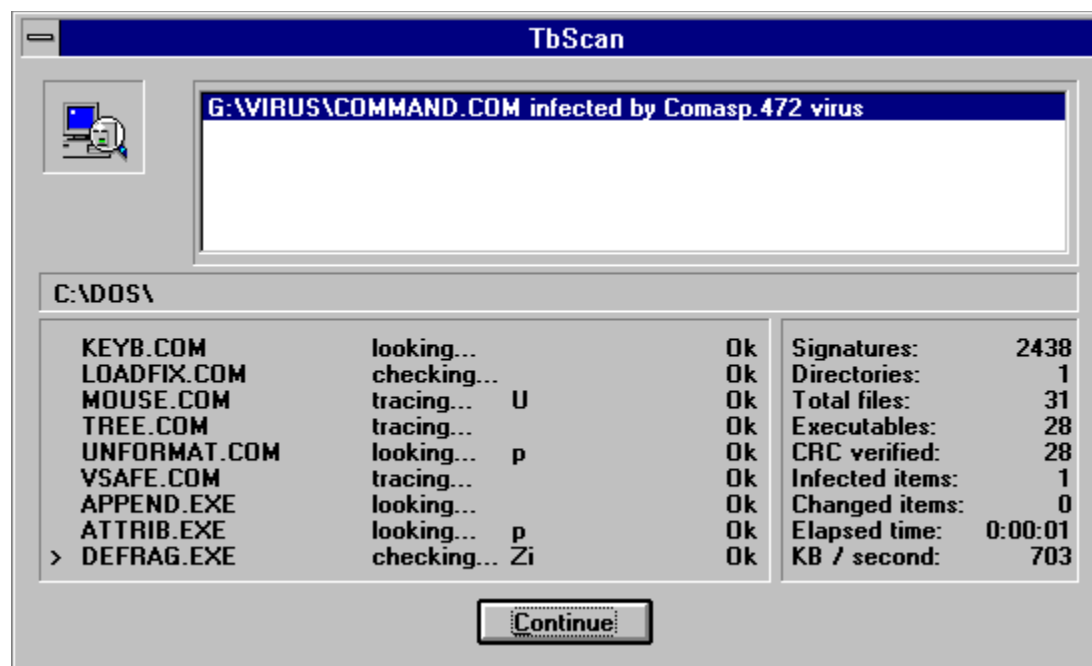 TbScan
G:\VIRUS\COMMAND.COM infected by Comasp.472 virus
C:\DOS\
KEYB.COM looking... Ok
LOADFIX.COM checking... Ok
MOUSE.COM tracing... U Ok
TREE.COM tracing... Ok
UNFORMAT.COM looking... p Ok
VSAFE.COM tracing... Ok
APPEND.EXE looking... Ok
ATTRIB.EXE looking... p Ok
> DEFRAG.EXE checking... Zi Ok
Signatures: 2438
Directories: 1
Total files: 31
Executables: 28
CRC verified: 28
Infected items: 1
Changed items: 0
Elapsed time: 0:00:01
KB / second: 703
Continue